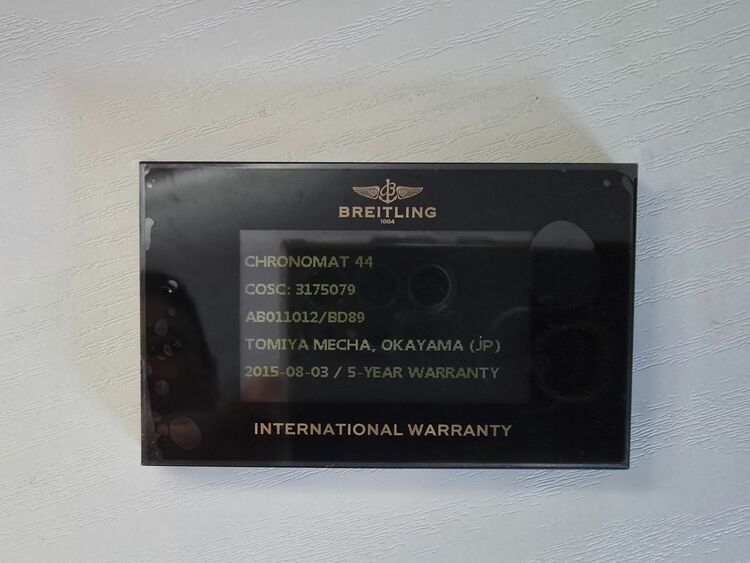 BREITLING
1884
CHRONOMAT 44
COSC: 3175079
AB011012/BD89
TOMIYA MECHA, OKAYAMA (JP)
2015-08-03 / 5-YEAR WARRANTY
INTERNATIONAL WARRANTY